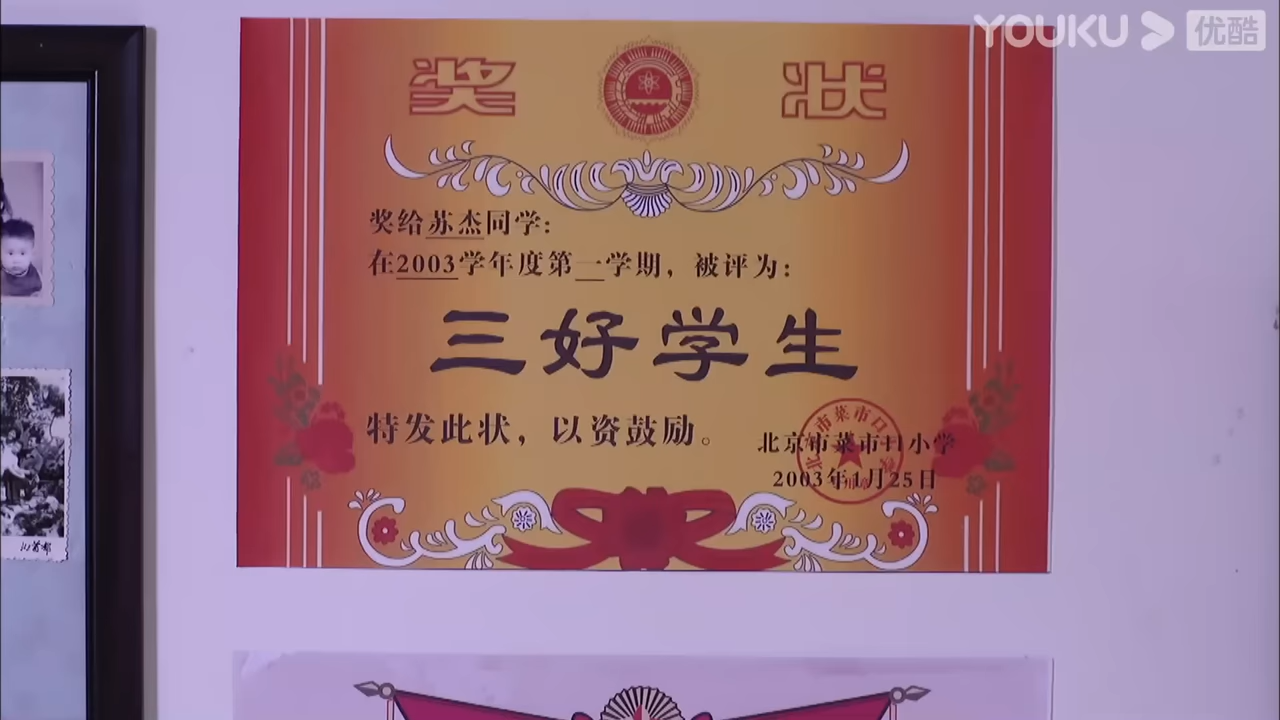 YOUKU 优酷
奖 状
奖给苏杰同学：
在2003学年度第一学期，被评为：
三好学生
特发此状，以资鼓励。
北京市菜市口小学
2003年1月25日